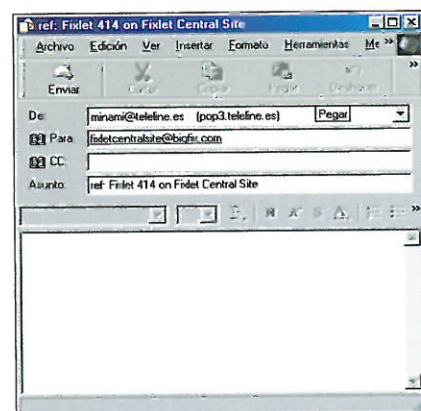 ref: Fixlet 414 on Fixlet Central Site
Archivo Edición Ver Insertar Formato Herramientas Me »
»
Enviar Cortar Copiar Pegar Deshacer
De: minami@teleline.es (pop3.teleline.es) Pegar
Para: fixletcentralsite@bigfix.com
CC:
Asunto: ref: Fixlet 414 on Fixlet Central Site
N K S A »